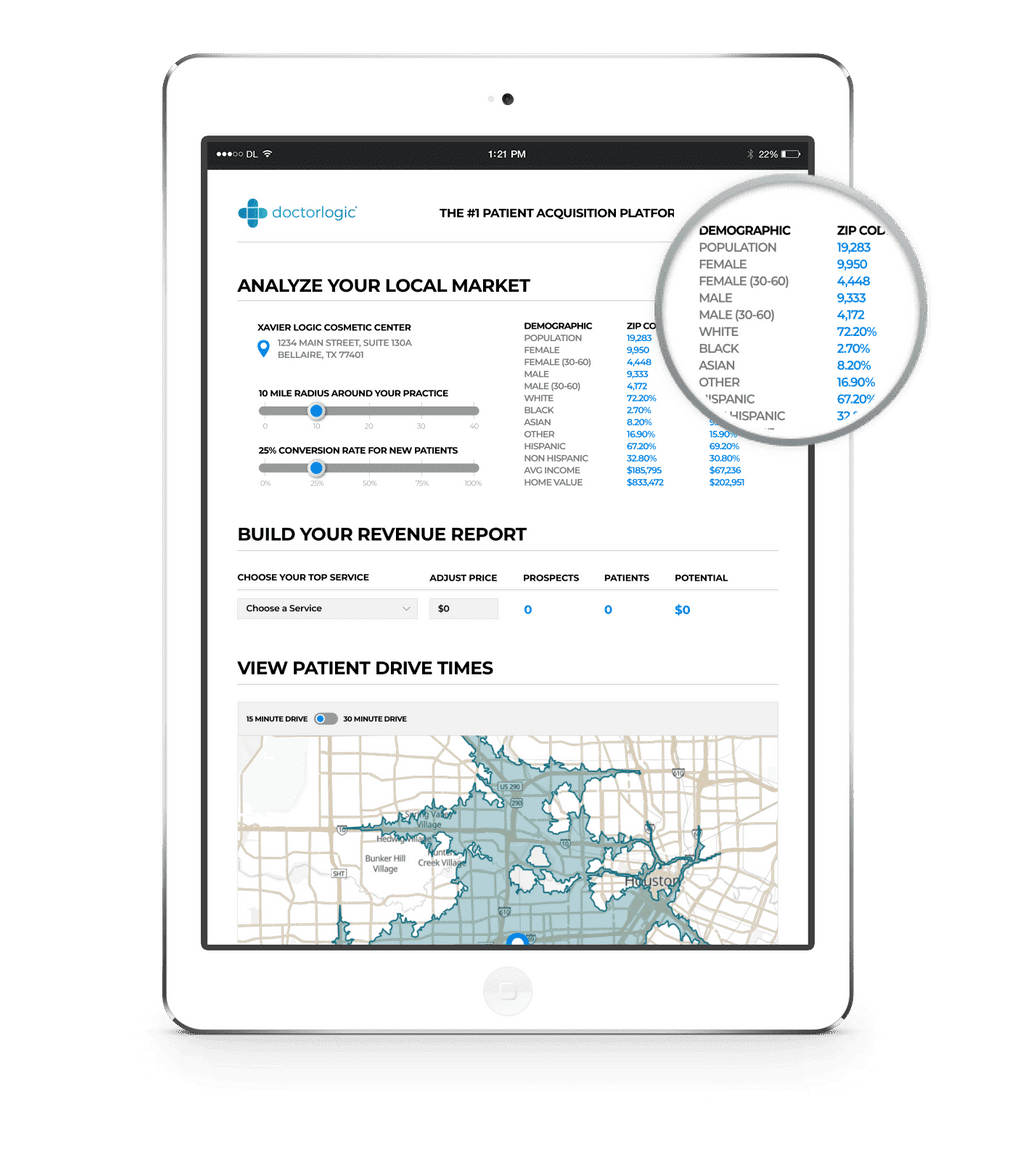 DL
1:21 PM
22%
doctorlogic
THE #1 PATIENT ACQUISITION
ANALYZE YOUR LOCAL MARKET
XAVIER LOGIC COSMETIC CENTER
1234 MAIN STREET, SUITE 130A
BELLAIRE, TX 77401
10 MILE RADIUS AROUND YOUR PRACTICE
0 10 20 30 40
25% CONVERSION RATE FOR NEW PATIENTS
0% 25% 50% 75% 100%
DEMOGRAPHIC ZIP
POPULATION 19,283
FEMALE 9,950
FEMALE (30-60) 4,448
MALE 9,333
MALE (30-60) 4,172
WHITE 72.20%
BLACK 2.70%
ASIAN 8.20%
OTHER 16.90% 15.90%
HISPANIC 67.20% 69.20%
NON HISPANIC 32.80% 30.80%
AVG INCOME $185,795 $67,236
HOME VALUE $833,472 $202,951
DEMOGRAPHIC ZIP
POPULATION 19,283
FEMALE 9,950
FEMALE (30-60) 4,448
MALE 9,333
MALE (30-60) 4,172
WHITE 72.20%
BLACK 2.70%
ASIAN 8.20%
OTHER 16.90%
HISPANIC 67.20%
HISPANIC
BUILD YOUR REVENUE REPORT
CHOOSE YOUR TOP SERVICE ADJUST PRICE PROSPECTS PATIENTS POTENTIAL
Choose a Service $0 0 0 $0
VIEW PATIENT DRIVE TIMES
15 MINUTE DRIVE 30 MINUTE DRIVE
610
US 290
290
Spring Valley
Village
10
Hedwig Village
Bunker Hill
Village
Hunters
Creek Village
10
SHT
Houston
610